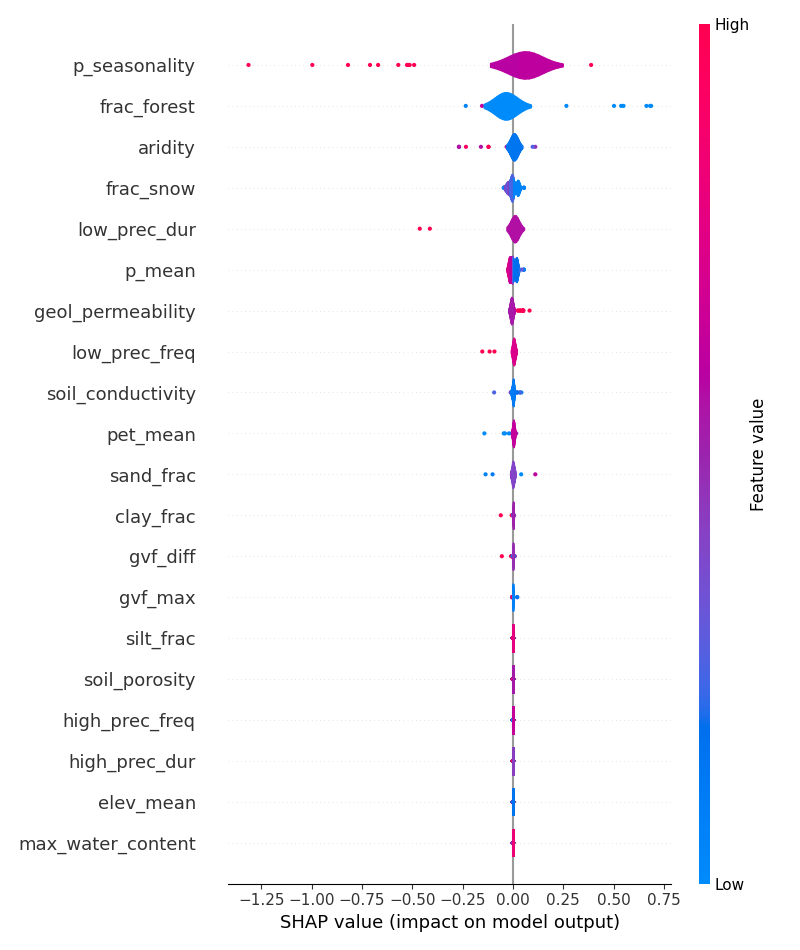 High
p_seasonality
frac_forest
aridity
frac_snow
low_prec_dur
p_mean
geol_permeability
low_prec_freq
soil_conductivity
pet_mean
sand_frac
clay_frac
gvf_diff
gvf_max
silt_frac
soil_porosity
high_prec_freq
high_prec_dur
elev_mean
max_water_content
Feature value
Low
−1.25 −1.00 −0.75 −0.50 −0.25 0.00 0.25 0.50 0.75
SHAP value (impact on model output)